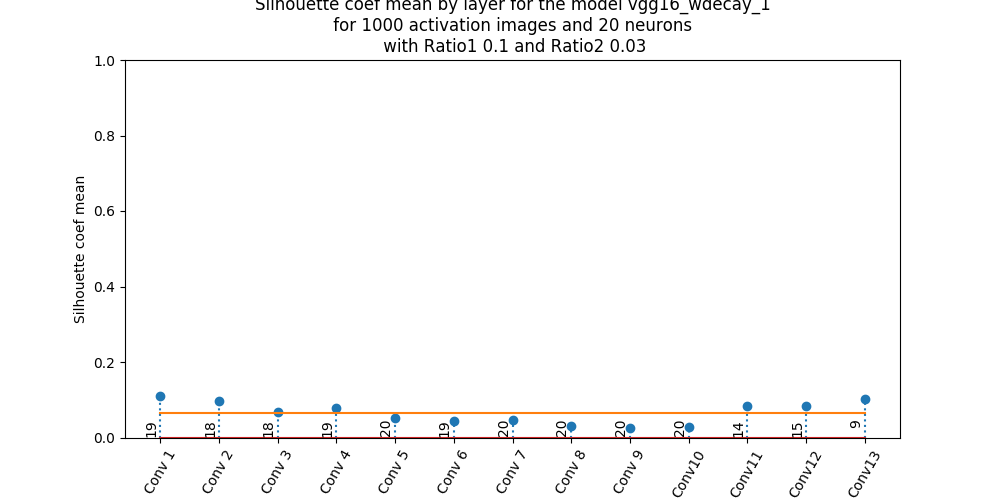 Silhouette coef mean by layer for the model vgg16_wdecay_1
for 1000 activation images and 20 neurons
with Ratio1 0.1 and Ratio2 0.03
1.0
0.8
0.6
0.4
0.2
0.0
Silhouette coef mean
19
18
18
19
20
19
20
20
20
20
14
15
9
Conv 1
Conv 2
Conv 3
Conv 4
Conv 5
Conv 6
Conv 7
Conv 8
Conv 9
Conv10
Conv11
Conv12
Conv13